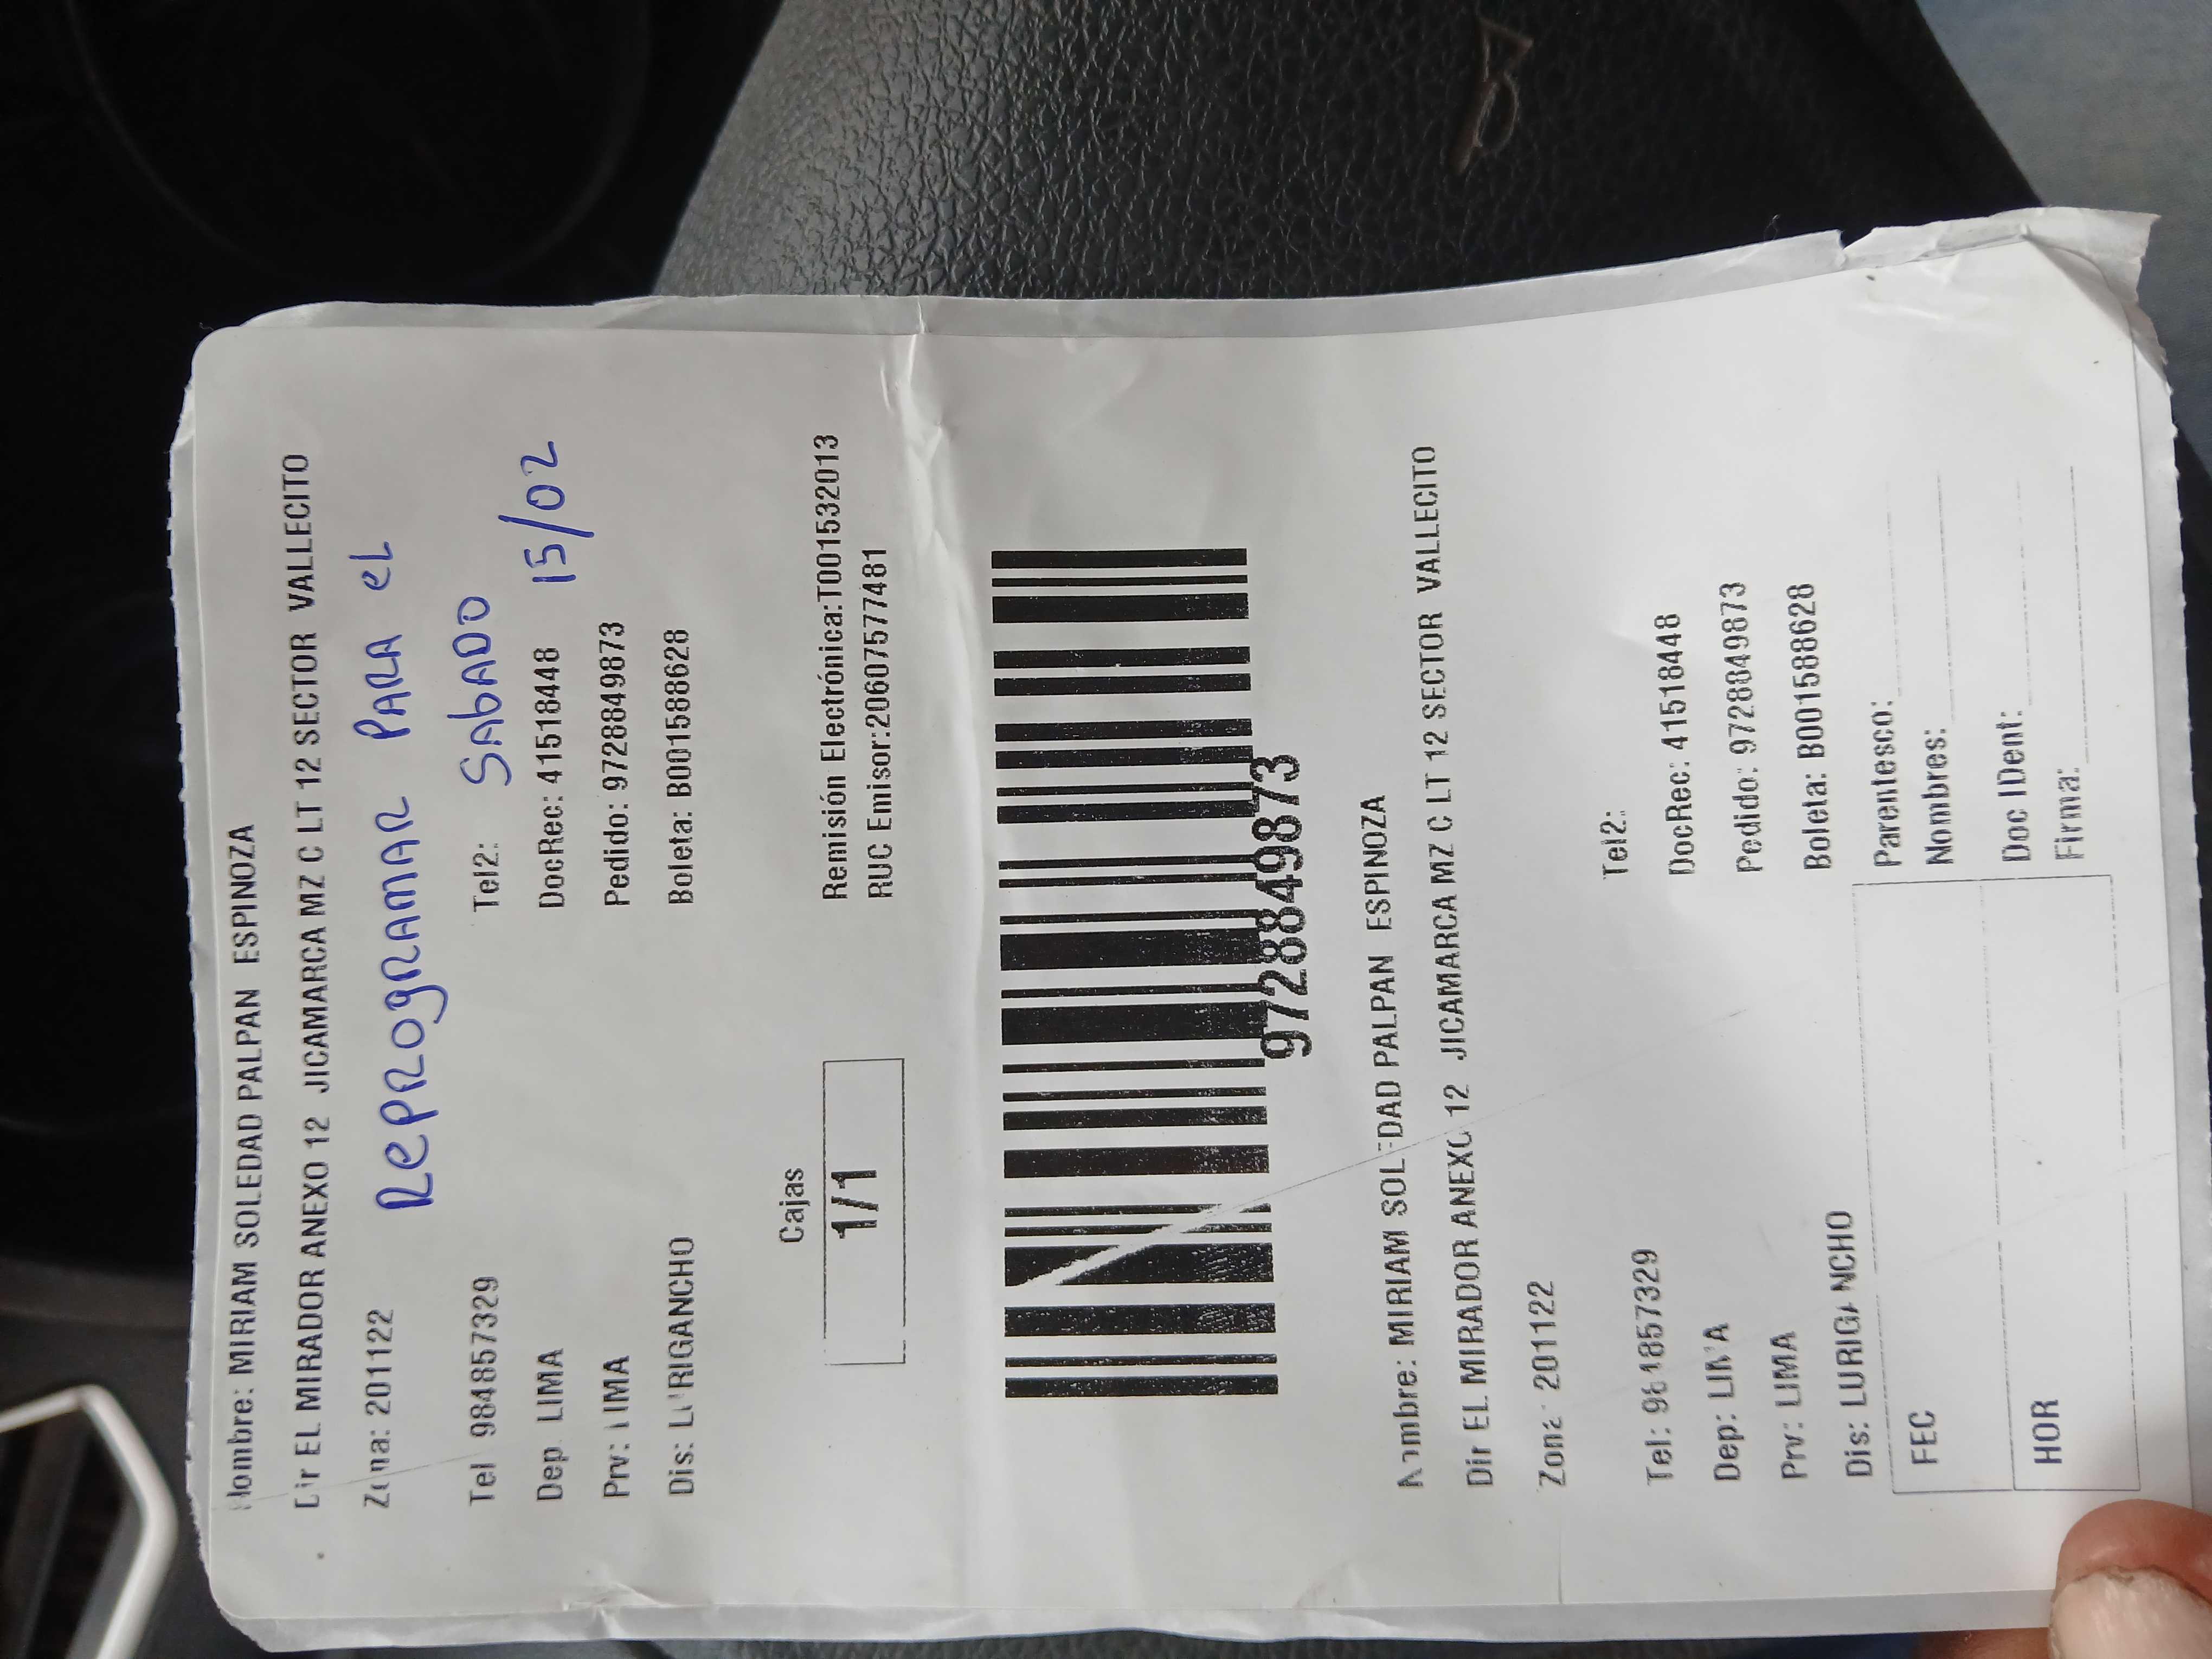 Nombre: MIRIAM SOLEDAD PALPAN ESPINOZA
Dir EL MIRADOR ANEXO 12 JICAMARCA MZ C LT 12 SECTOR VALLECITO
Zona: 201122
RePROgRAMAR PARA eL
SAbADO 15/02
Tel 984857329 Tel2:
Dep LIMA DocRec: 41518448
Prv: LIMA Pedido: 97288498​73
Dis: LURIGANCHO Boleta: B001588628
Cajas
1/1
Remisión Electrónica:T001532013
RUC Emisor:20607577481
9728849873
Nombre: MIRIAM SOLEDAD PALPAN ESPINOZA
Dir EL MIRADOR ANEXO 12 JICAMARCA MZ C LT 12 SECTOR VALLECITO
Zona: 201122
Tel: Tel2:
Dep: LIMA DocRec: 41518448
Prv: LIMA Pedido: 9728849873
Dis: LURIGANCHO Boleta: B001588628
FEC
HOR
Parentesco:
Nombres:
Doc IDent:
Firma: